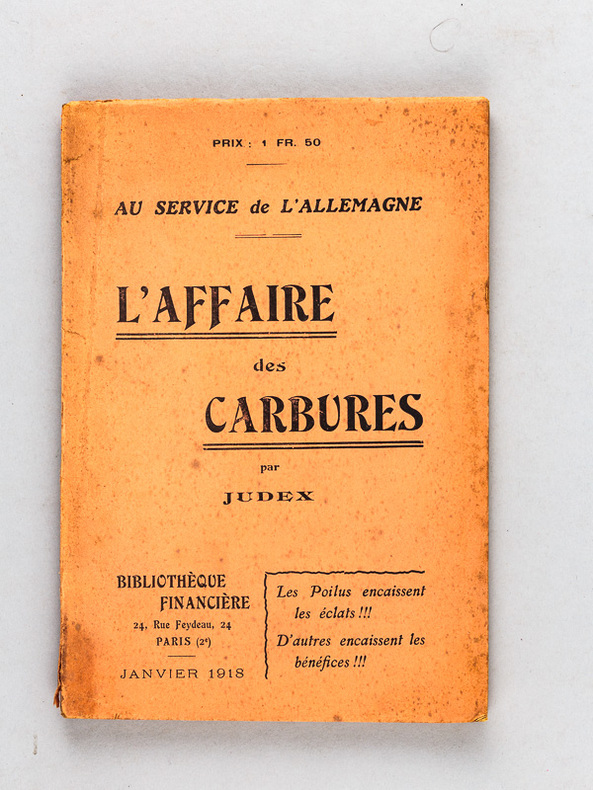 PRIX : 1 FR. 50
AU SERVICE de L'ALLEMAGNE
L'AFFAIRE
des
CARBURES
par
JUDEX
BIBLIOTHÈQUE
FINANCIÈRE
24, Rue Feydeau, 24
PARIS (2e)
JANVIER 1918
Les Poilus encaissent
les éclats !!!
D'autres encaissent les
bénéfices !!!